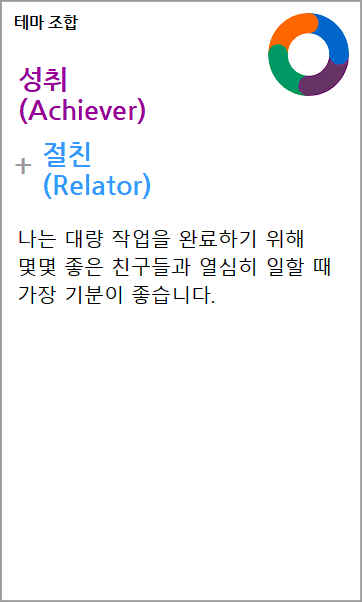 테마 조합
성취
(Achiever)
+ 절친
(Relator)
나는 대량 작업을 완료하기 위해
몇몇 좋은 친구들과 열심히 일할 때
가장 기분이 좋습니다.